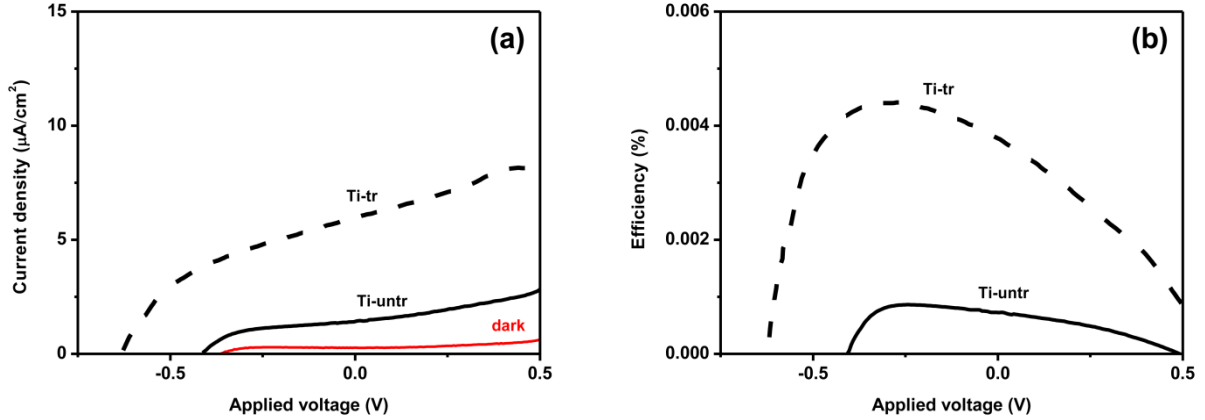 (a)
Current density (μA/cm²)
15
10
5
0
Ti-tr
Ti-untr
dark
-0.5
0.0
0.5
Applied voltage (V)
(b)
Efficiency (%)
0.006
0.004
0.002
0.000
Ti-tr
Ti-untr
-0.5
0.0
0.5
Applied voltage (V)